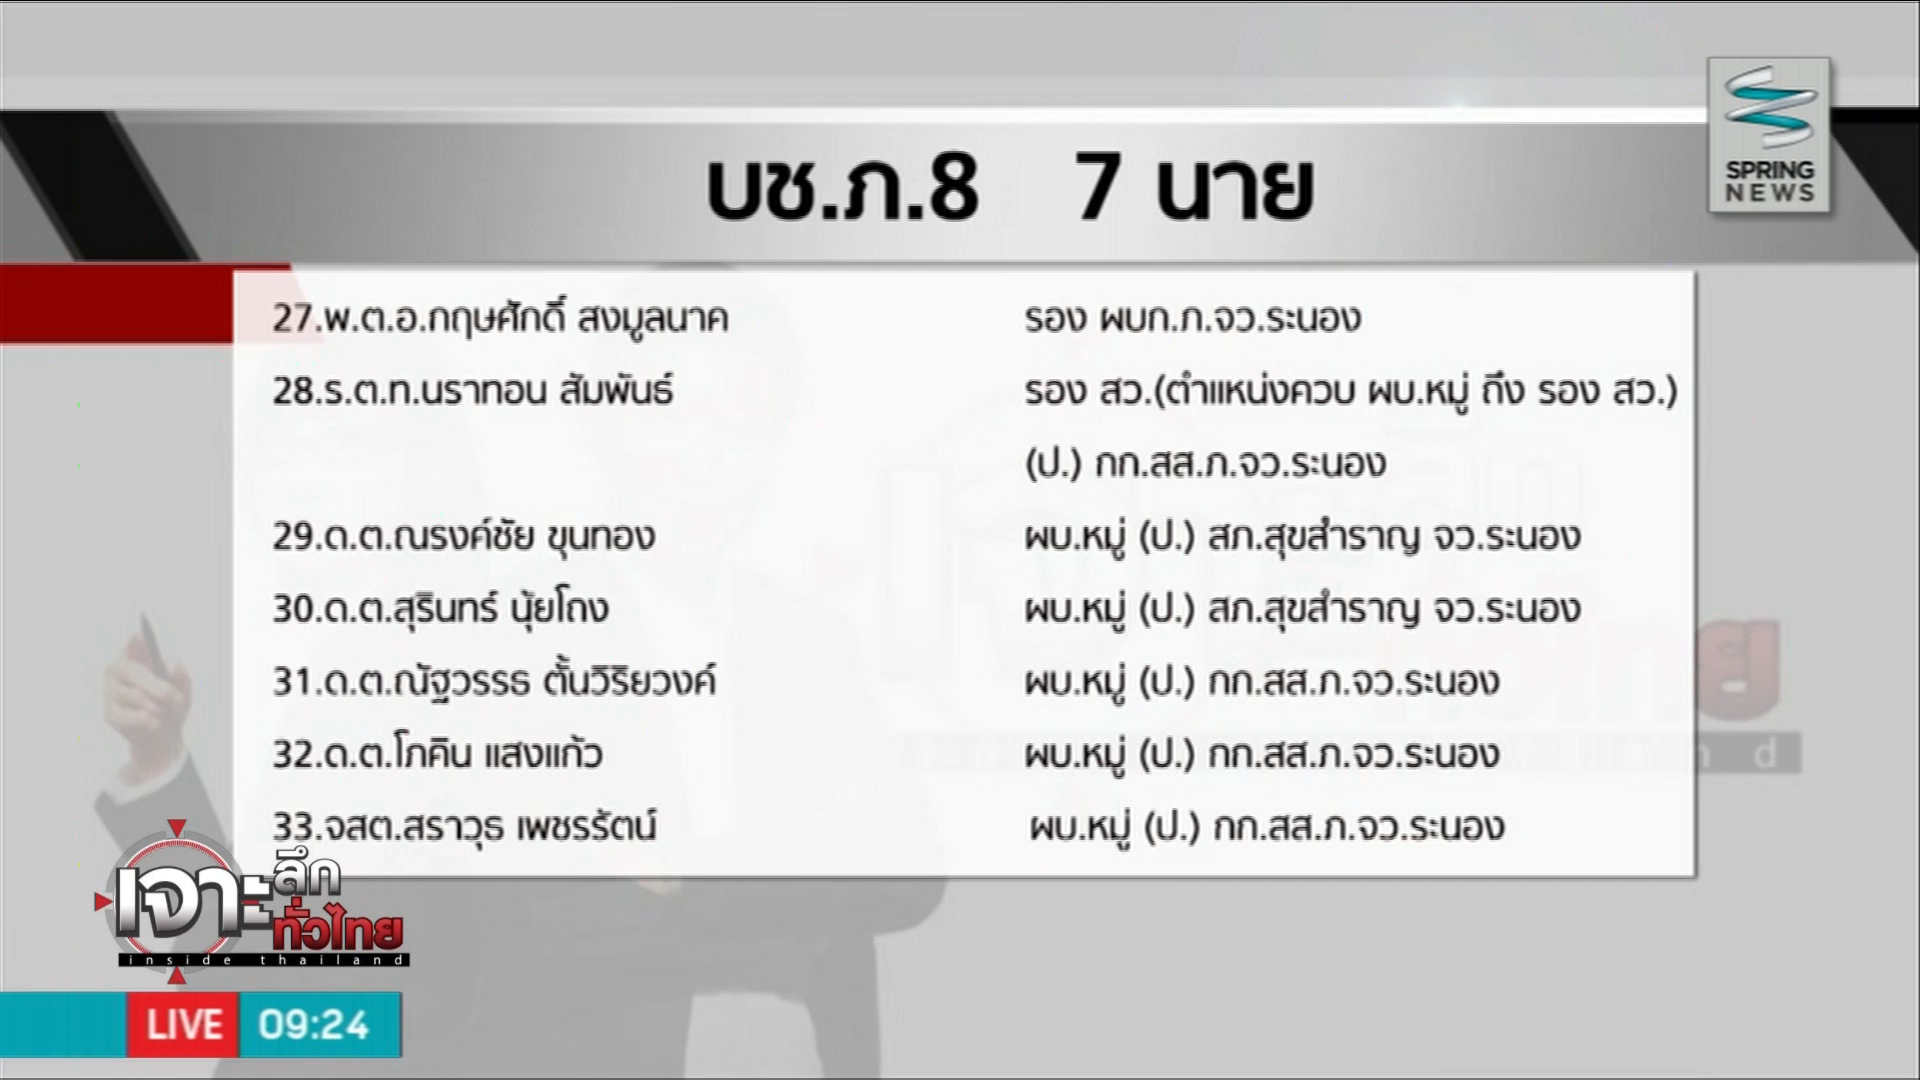 บช.ภ.8 7 นาย
SPRING
NEWS
27.พ.ต.อ.กฤษศักดิ์ สงมูลนาค รอง ผบก.ภ.จว.ระนอง
28.ร.ต.ท.นราทอน สัมพันธ์ รอง สว.(ตำแหน่งควบ ผบ.หมู่ ถึง รอง สว.)
(ป.) กก.สส.ภ.จว.ระนอง
29.ด.ต.ณรงค์ชัย ขุนทอง ผบ.หมู่ (ป.) สภ.สุขสำราญ จว.ระนอง
30.ด.ต.สุรินทร์ นุ้ยโถง ผบ.หมู่ (ป.) สภ.สุขสำราญ จว.ระนอง
31.ด.ต.ณัฐวรรธ ตั้นวิริยวงค์ ผบ.หมู่ (ป.) กก.สส.ภ.จว.ระนอง
32.ด.ต.โภคิน แสงแก้ว ผบ.หมู่ (ป.) กก.สส.ภ.จว.ระนอง
33.จสต.สราวุธ เพชรรัตน์ ผบ.หมู่ (ป.) กก.สส.ภ.จว.ระนอง
เจาะลึก
ทั่วไทย
inside thailand
LIVE 09:24